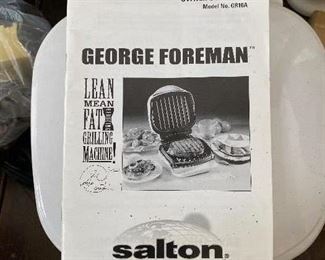 Model No. GR10A
GEORGE FOREMAN™
LEAN
MEAN
FAT
GRILLING
MACHINE!
salton